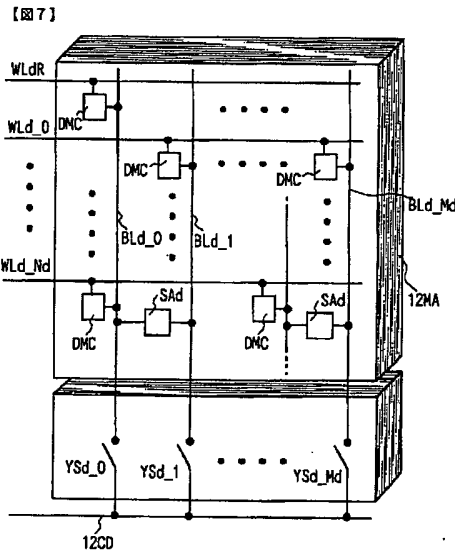 【図7】
WLdR
DMC
WLd_0
DMC
DMC
BLd_0
BLd_1
BLd_Md
WLd_Nd
SAd
SAd
12MA
DMC
DMC
YSd_0
YSd_1
YSd_Md
12CD